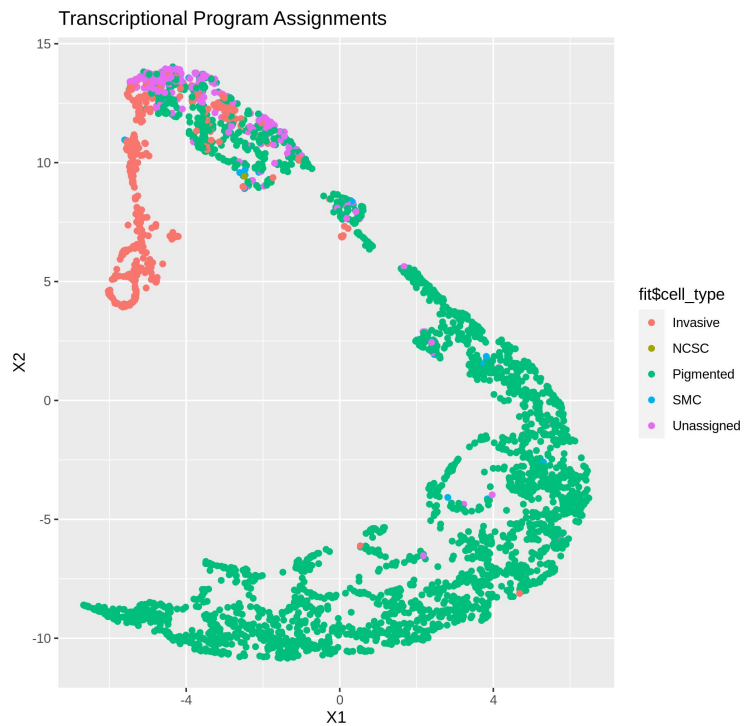 Transcriptional Program Assignments
15
10
5
0
-5
-10
X2
-4
0
4
X1
fit$cell_type
Invasive
NCSC
Pigmented
SMC
Unassigned